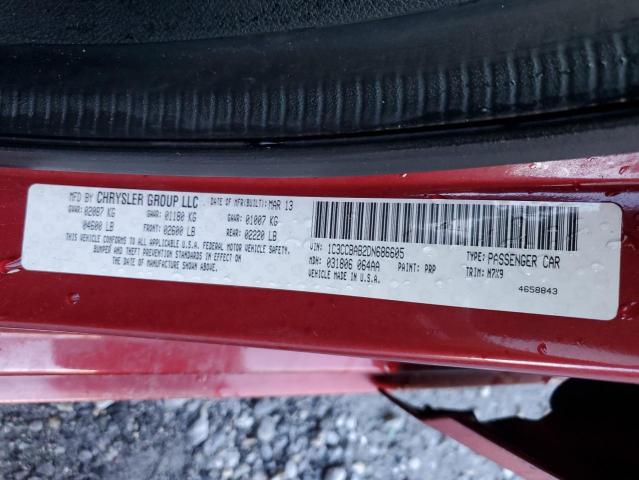 MFD BY CHRYSLER GROUP LLC DATE OF MFR/BUILT: MAR 13
GVWR: 02087 KG GAWR: 01180 KG GAWR: 01007 KG
04600 LB FRONT: 02600 LB REAR: 02220 LB
THIS VEHICLE CONFORMS TO ALL APPLICABLE U.S.A. FEDERAL MOTOR VEHICLE SAFETY,
BUMPER AND THEFT PREVENTION STANDARDS IN EFFECT ON
THE DATE OF MANUFACTURE SHOWN ABOVE.
VIN: 1C3CCBAB2DN686605 TYPE: PASSENGER CAR
MDH: 031806 064AA PAINT: PRP TRIM: M7X9
VEHICLE MADE IN U.S.A.
4658843